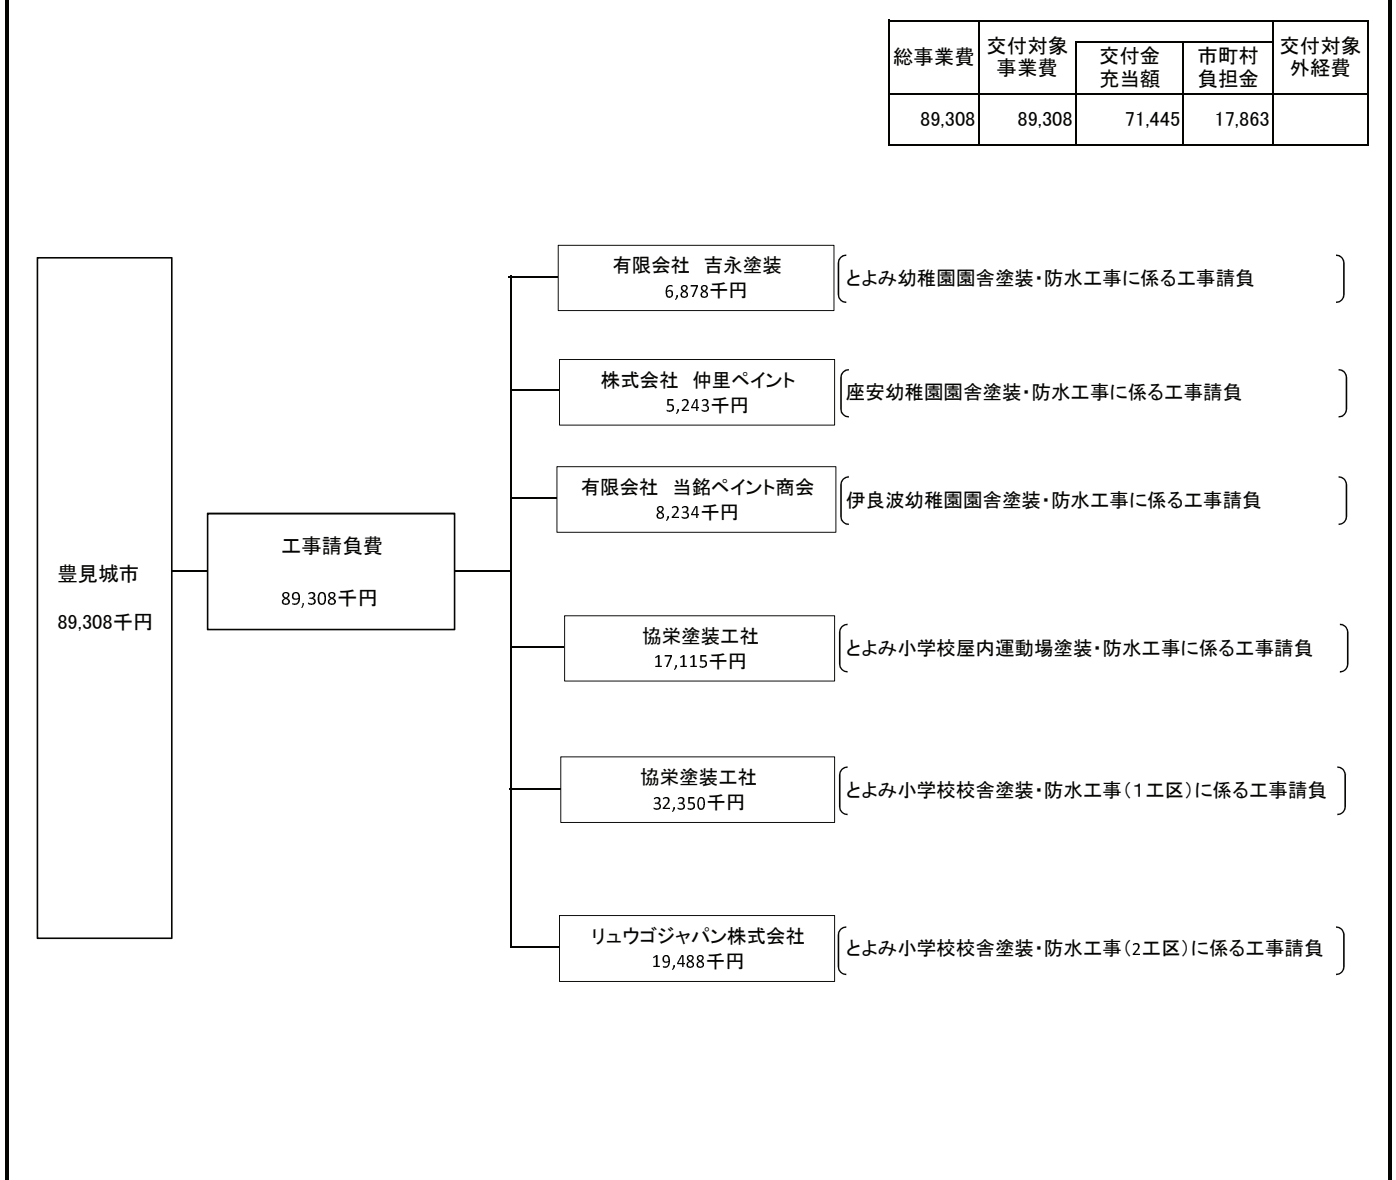 総事業費
交付対象
事業費
交付金
充当額
市町村
負担金
交付対象
外経費
89,308
89,308
71,445
17,863
有限会社　吉永塗装
6,878千円
とよみ幼稚園園舎塗装・防水工事に係る工事請負
株式会社　仲里ペイント
5,243千円
座安幼稚園園舎塗装・防水工事に係る工事請負
有限会社　当銘ペイント商会
8,234千円
伊良波幼稚園園舎塗装・防水工事に係る工事請負
工事請負費
89,308千円
豊見城市
89,308千円
協栄塗装工社
17,115千円
とよみ小学校屋内運動場塗装・防水工事に係る工事請負
協栄塗装工社
32,350千円
とよみ小学校校舎塗装・防水工事（１工区）に係る工事請負
リュウゴジャパン株式会社
19,488千円
とよみ小学校校舎塗装・防水工事（2工区）に係る工事請負